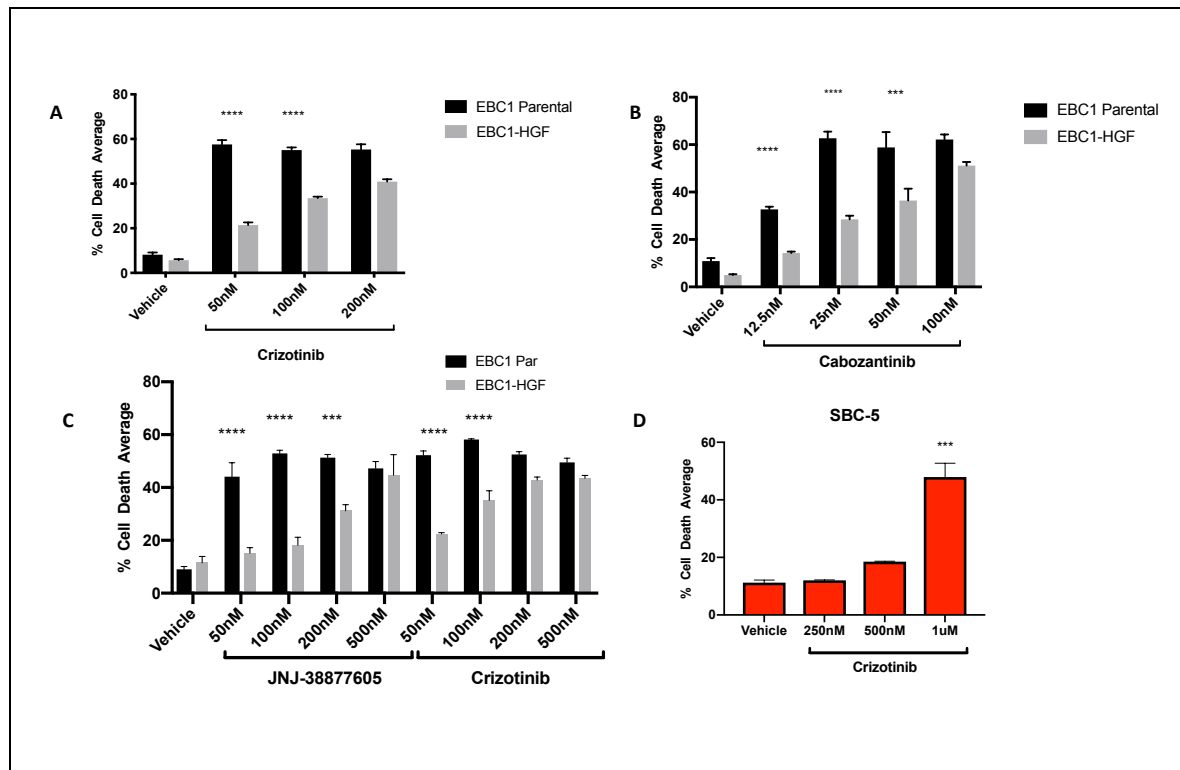 A
80
60
40
20
0
% Cell Death Average
**** ****
EBC1 Parental
EBC1-HGF
Vehicle 50nM 100nM 200nM
Crizotinib
B
80
60
40
20
0
% Cell Death Average
**** **** ***
EBC1 Parental
EBC1-HGF
Vehicle 12.5nM 25nM 50nM 100nM
Cabozantinib
C
80
60
40
20
0
% Cell Death Average
EBC1 Par
EBC1-HGF
**** **** *** **** ****
Vehicle 50nM 100nM 200nM 500nM 50nM 100nM 200nM 500nM
JNJ-38877605 Crizotinib
D
SBC-5
60
40
20
0
% Cell Death Average
***
Vehicle 250nM 500nM 1uM
Crizotinib